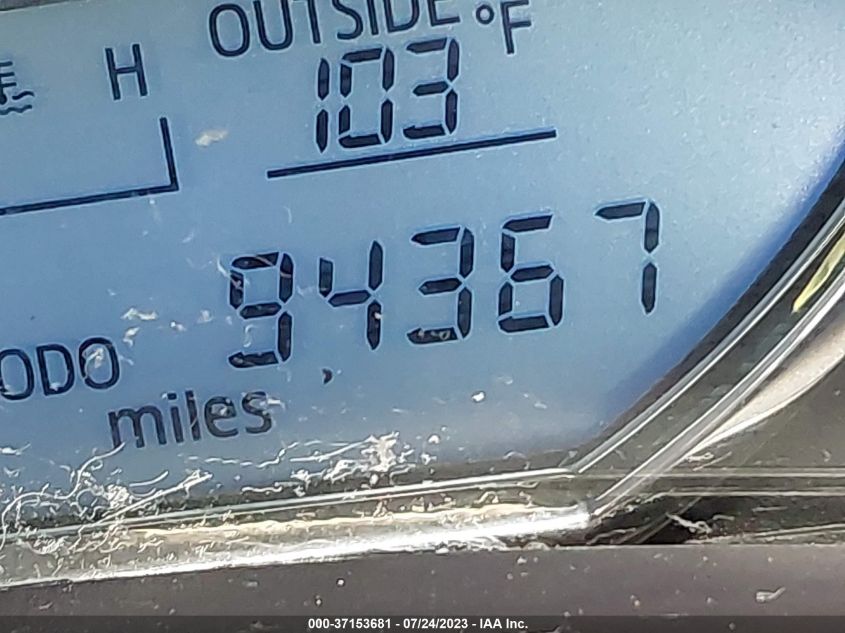 OUTSIDE °F
H
103
94367
ODO
miles
000-37153681 - 07/24/2023 - IAA Inc.